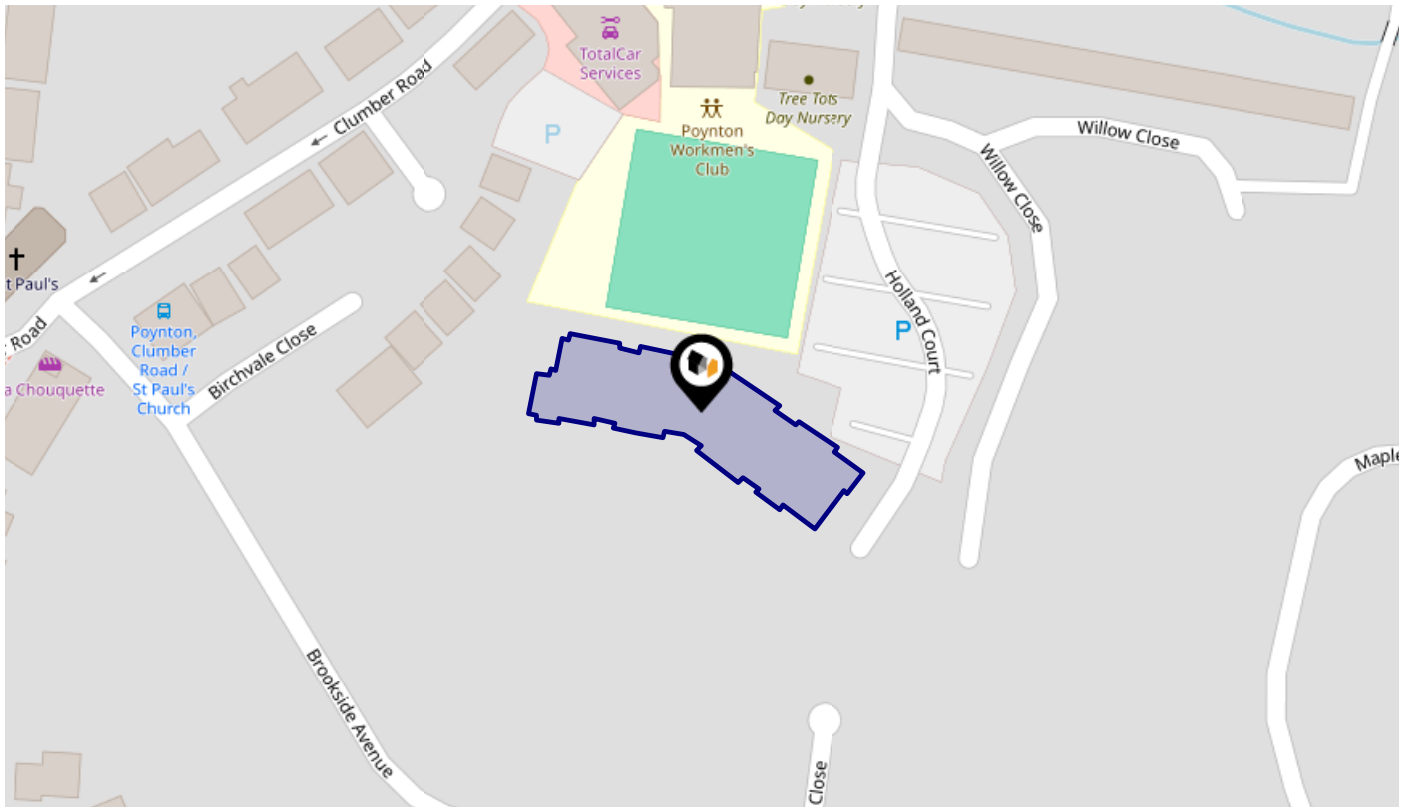 TotalCar
Services
Clumber Road
P
Poynton
Workmen's
Club
Tree Tots
Day Nursery
Willow Close
Willow Close
t Paul's
Road
Poynton,
Clumber
Road /
St Paul's
Church
Birchvale Close
a Chouquette
Holland Court
P
Maple
Brookside Avenue
Close